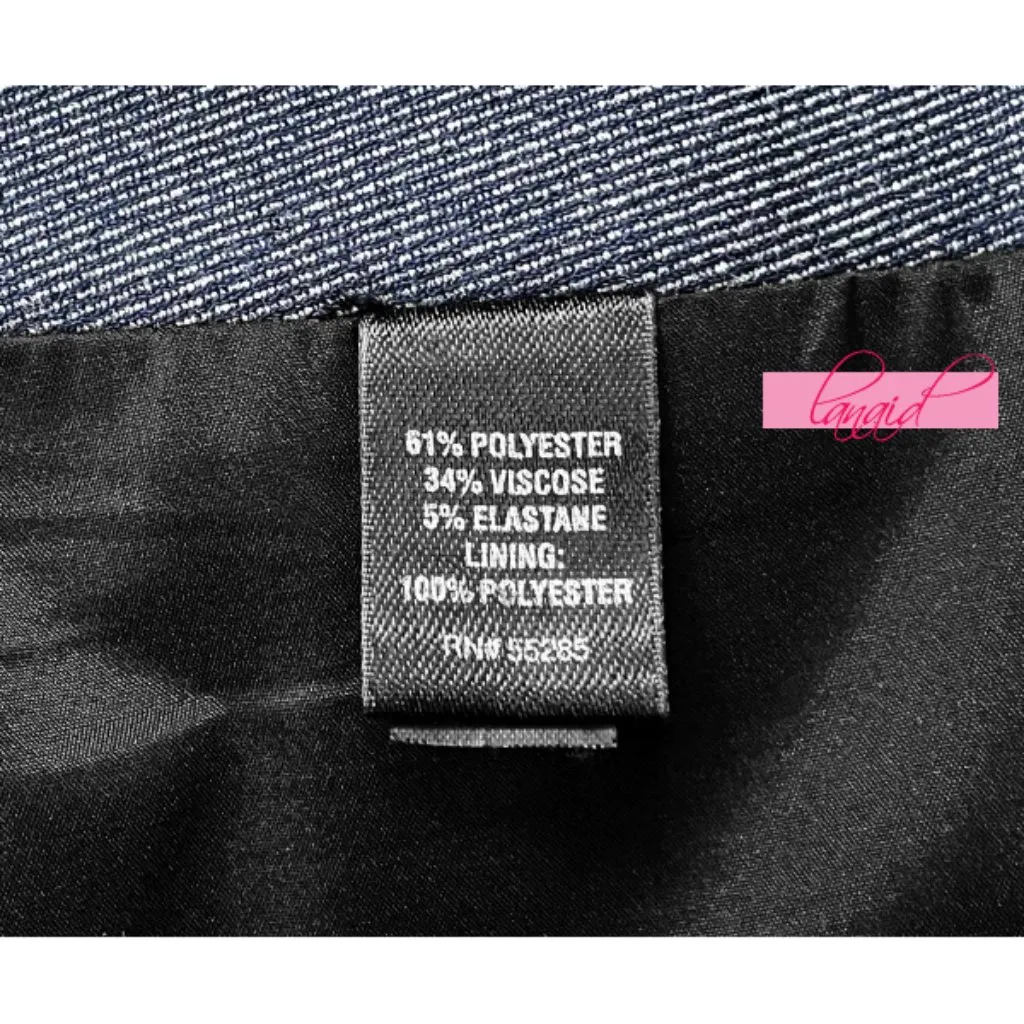 61% POLYESTER
34% VISCOSE
5% ELASTANE
LINING:
100% POLYESTER
RN# 55285
lanaid